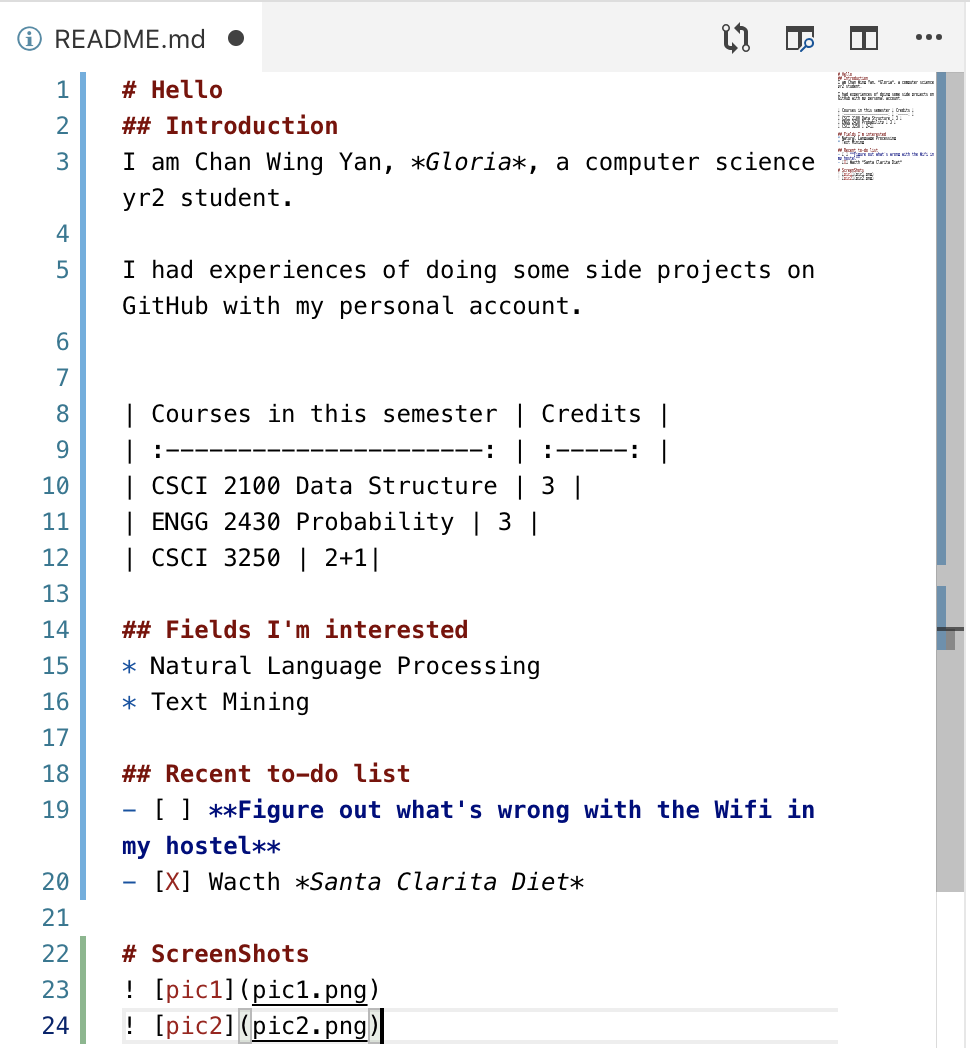 README.md
1 # Hello
2 ## Introduction
3 I am Chan Wing Yan, *Gloria*, a computer science
yr2 student.
4
5 I had experiences of doing some side projects on
GitHub with my personal account.
6
7
8 | Courses in this semester | Credits |
9 | :----------------------: | :-----: |
10 | CSCI 2100 Data Structure | 3 |
11 | ENGG 2430 Probability | 3 |
12 | CSCI 3250 | 2+1|
13
14 ## Fields I'm interested
15 * Natural Language Processing
16 * Text Mining
17
18 ## Recent to-do list
19 - [ ] **Figure out what's wrong with the Wifi in
my hostel**
20 - [X] Wacth *Santa Clarita Diet*
21
22 # ScreenShots
23 ! [pic1](pic1.png)
24 ! [pic2](pic2.png)